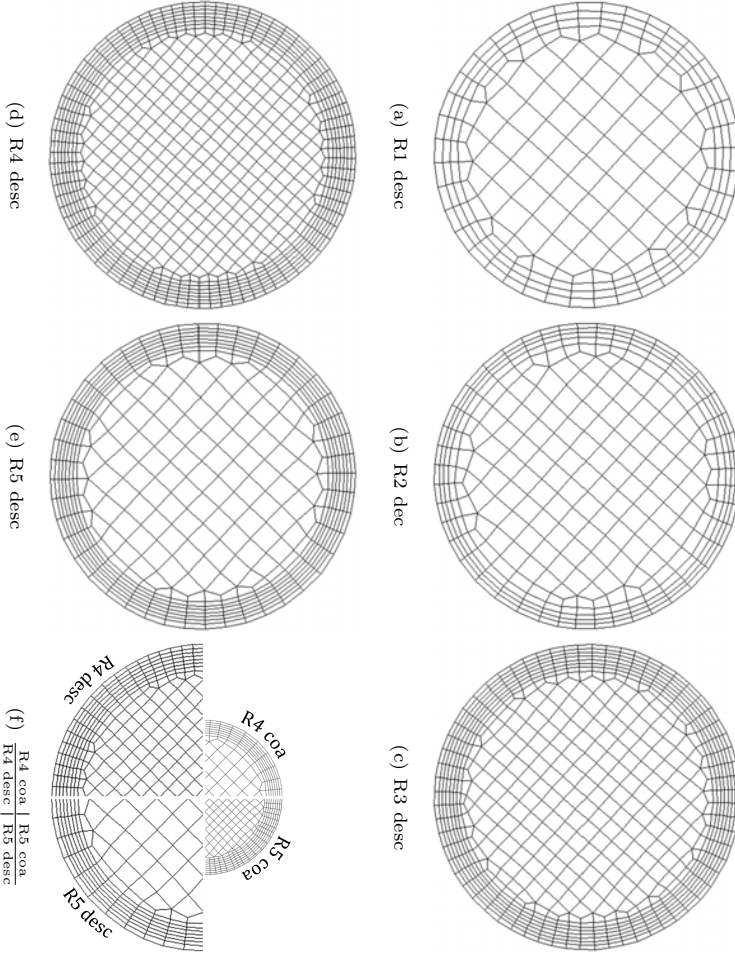 (a) R1 desc
(b) R2 dec
(c) R3 desc
(d) R4 desc
(e) R5 desc
R4 coa
R5 coa
R4 desc
R5 desc
(f) R4 coa | R5 coa
R4 desc | R5 desc